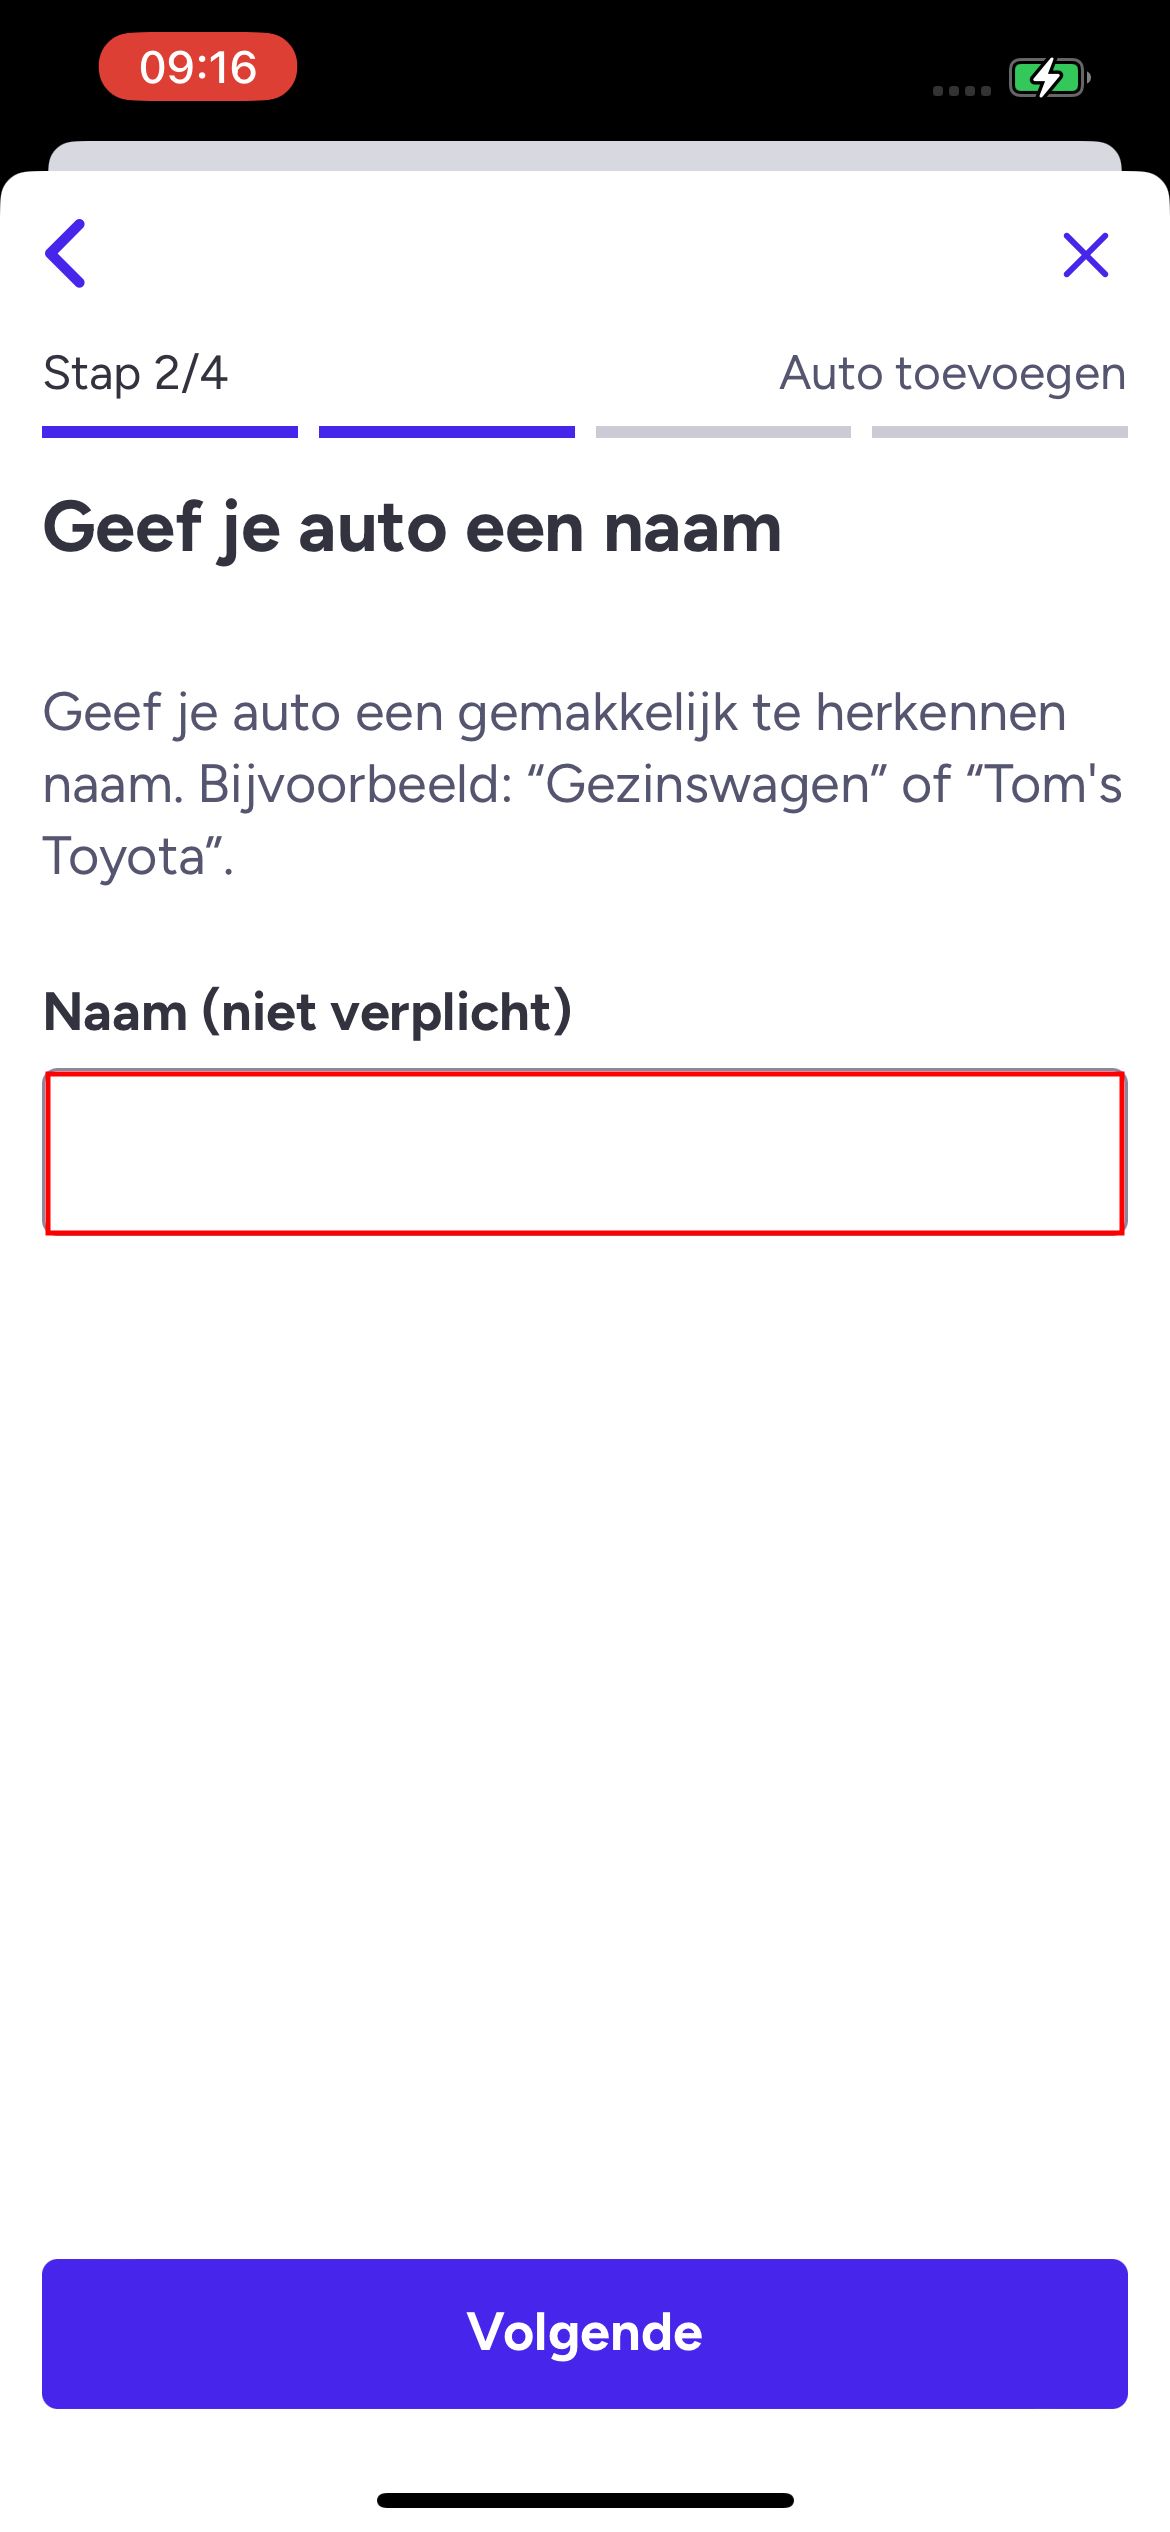 09:16
Stap 2/4
Auto toevoegen
Geef je auto een naam
Geef je auto een gemakkelijk te herkennen
naam. Bijvoorbeeld: “Gezinswagen” of “Tom's
Toyota”.
Naam (niet verplicht)
Volgende